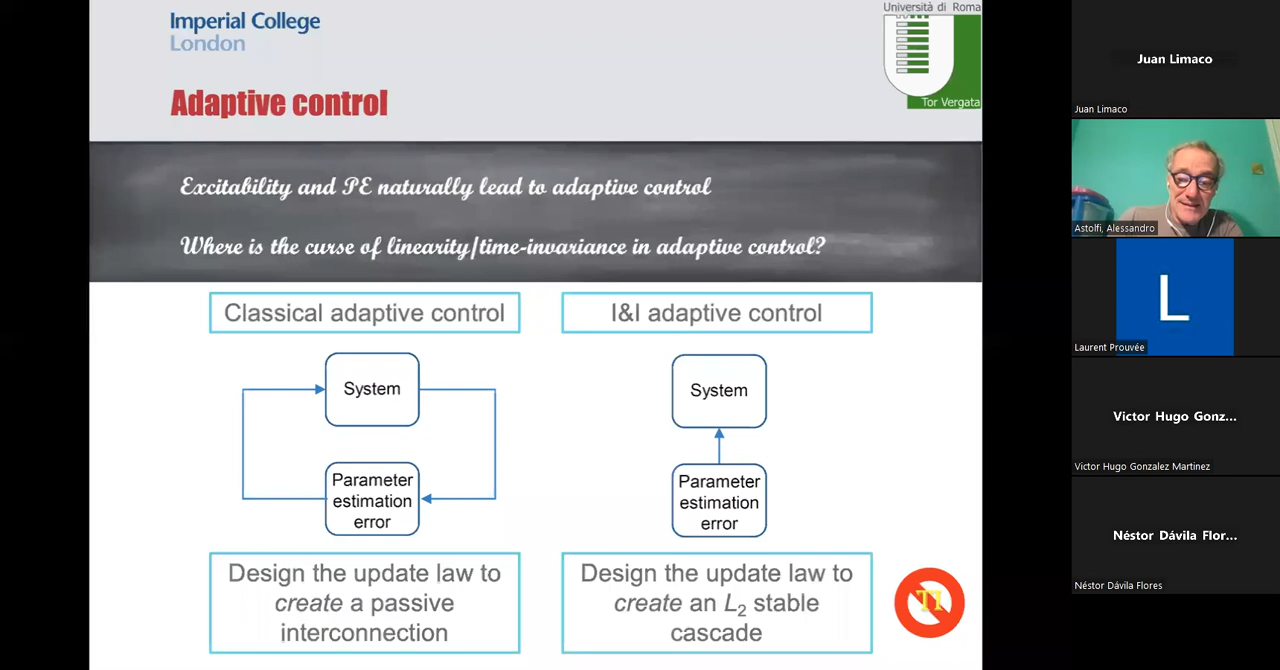 Imperial College
London
Università di Roma
Tor Vergata
Adaptive control
Excitability and PE naturally lead to adaptive control
Where is the curse of linearity/time-invariance in adaptive control?
Classical adaptive control
System
Parameter
estimation
error
Design the update law to
create a passive
interconnection
I&I adaptive control
System
Parameter
estimation
error
Design the update law to
create an L2 stable
cascade
TI
Juan Limaco
Juan Limaco
Astolfi, Alessandro
L
Laurent Prouvée
Victor Hugo Gonz...
Victor Hugo Gonzalez Martinez
Néstor Dávila Flor...
Néstor Dávila Flores